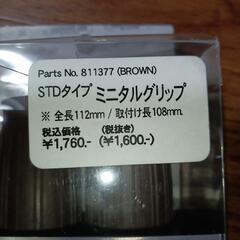 Parts No. 811377 (BROWN)
STDタイプ ミニタルグリップ
※ 全長112mm / 取付け長108mm.
税込価格 (税抜き)
¥1,760.- (¥1,600.-)